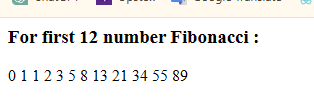 For first 12 number Fibonacci :
0 1 1 2 3 5 8 13 21 34 55 89